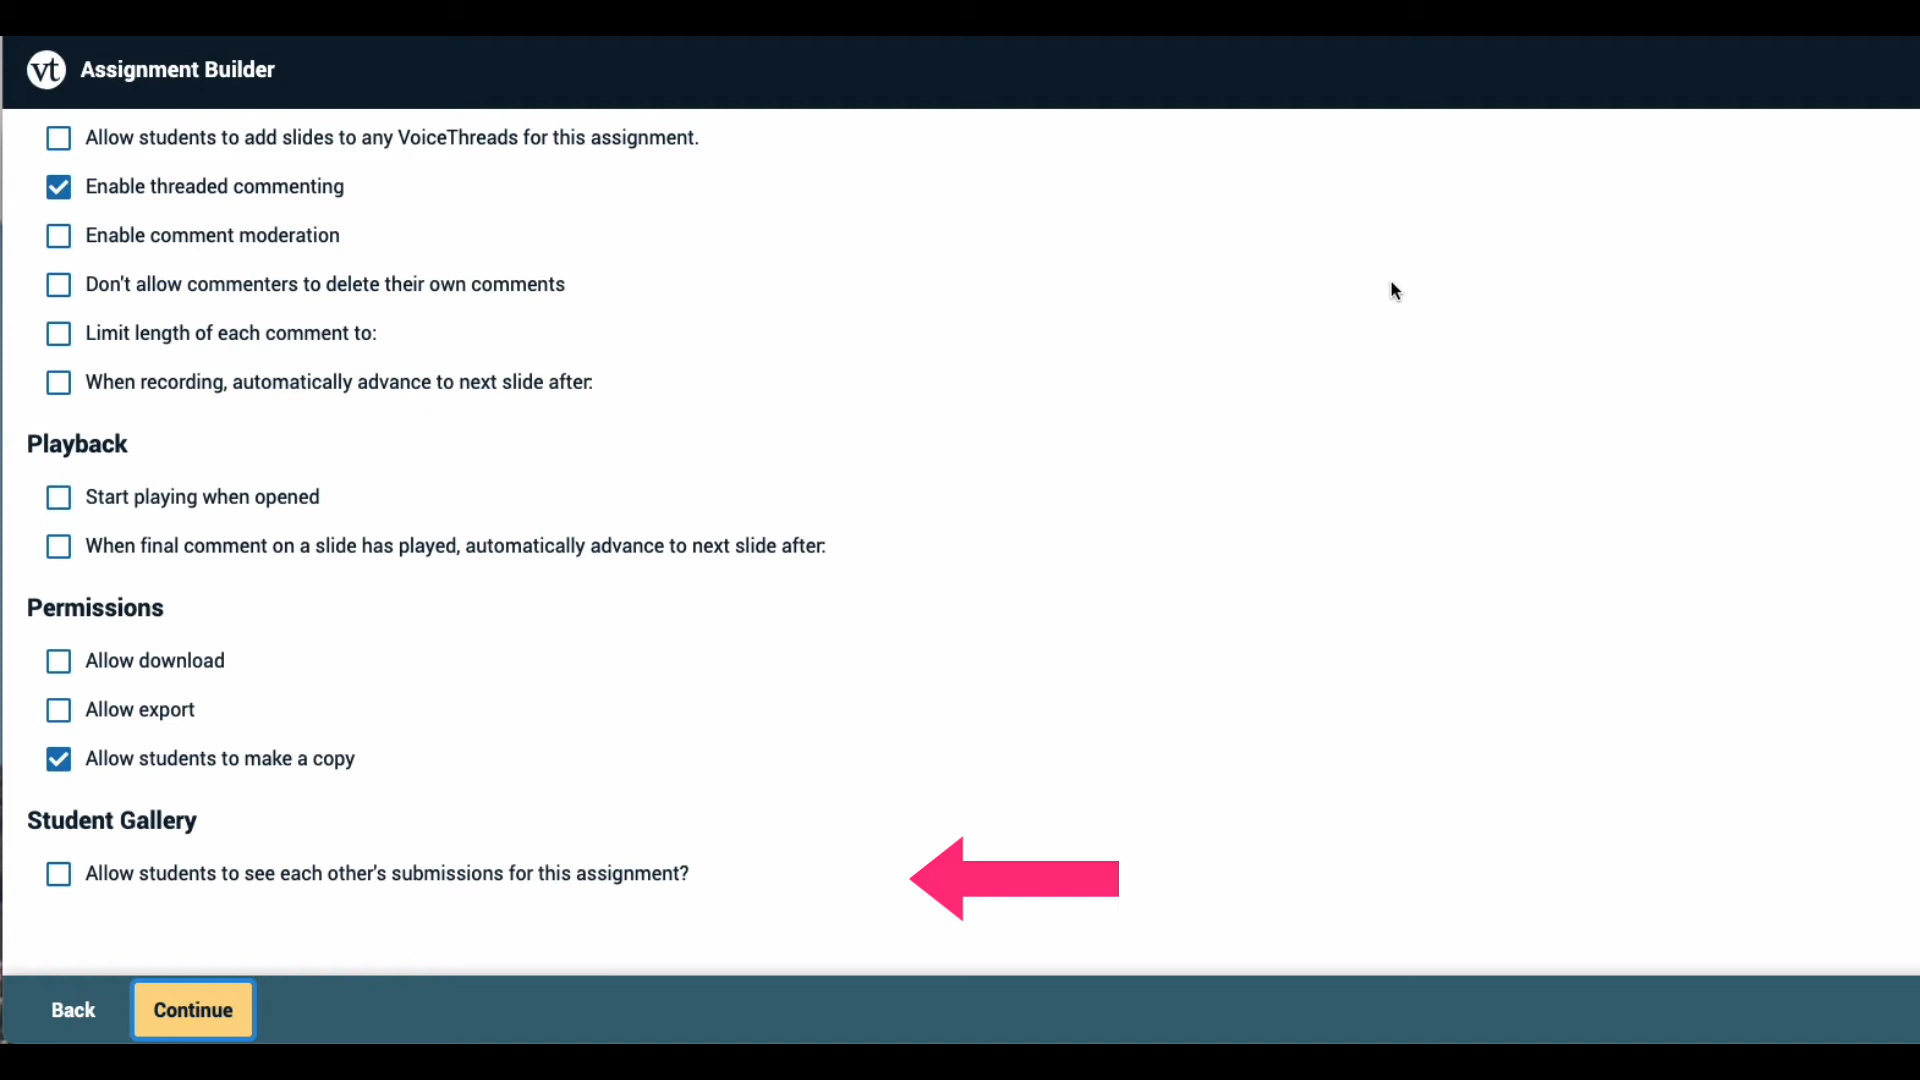 vt Assignment Builder
Allow students to add slides to any VoiceThreads for this assignment.
Enable threaded commenting
Enable comment moderation
Don't allow commenters to delete their own comments
Limit length of each comment to:
When recording, automatically advance to next slide after:
Playback
Start playing when opened
When final comment on a slide has played, automatically advance to next slide after:
Permissions
Allow download
Allow export
Allow students to make a copy
Student Gallery
Allow students to see each other's submissions for this assignment?
Back Continue